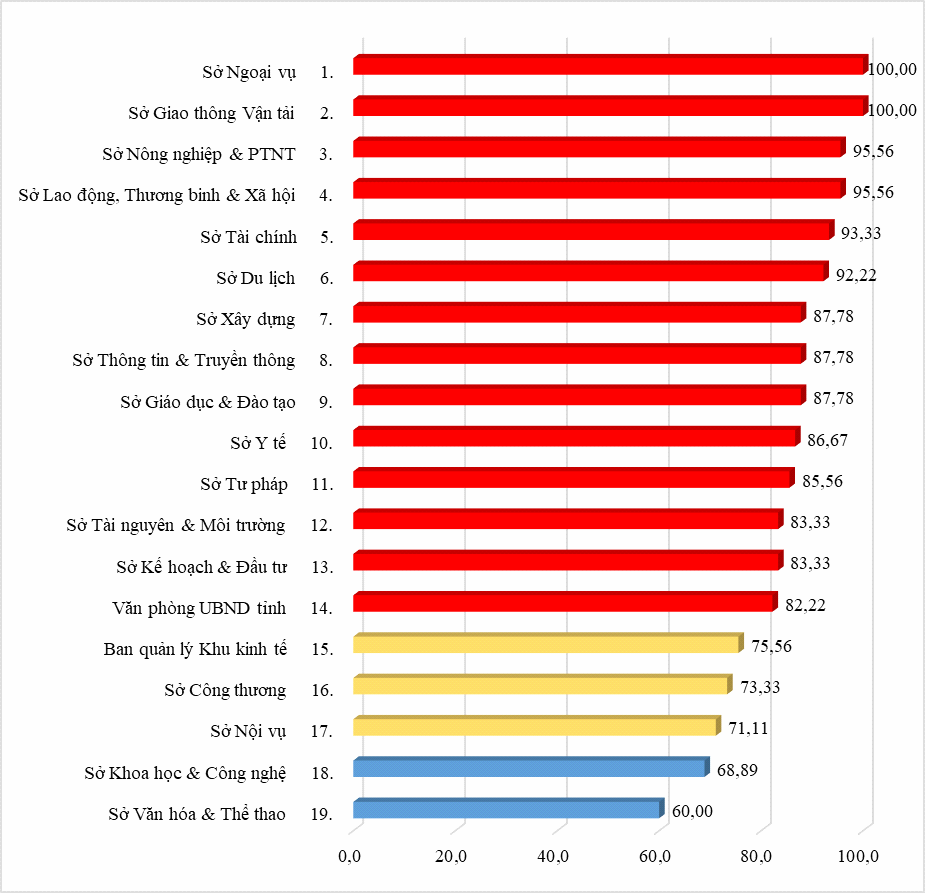 Sở Ngoại vụ 1. 100,00
Sở Giao thông Vận tải 2. 100,00
Sở Nông nghiệp & PTNT 3. 95,56
Sở Lao động, Thương binh & Xã hội 4. 95,56
Sở Tài chính 5. 93,33
Sở Du lịch 6. 92,22
Sở Xây dựng 7. 87,78
Sở Thông tin & Truyền thông 8. 87,78
Sở Giáo dục & Đào tạo 9. 87,78
Sở Y tế 10. 86,67
Sở Tư pháp 11. 85,56
Sở Tài nguyên & Môi trường 12. 83,33
Sở Kế hoạch & Đầu tư 13. 83,33
Văn phòng UBND tỉnh 14. 82,22
Ban quản lý Khu kinh tế 15. 75,56
Sở Công thương 16. 73,33
Sở Nội vụ 17. 71,11
Sở Khoa học & Công nghệ 18. 68,89
Sở Văn hóa & Thể thao 19. 60,00
0,0 20,0 40,0 60,0 80,0 100,0